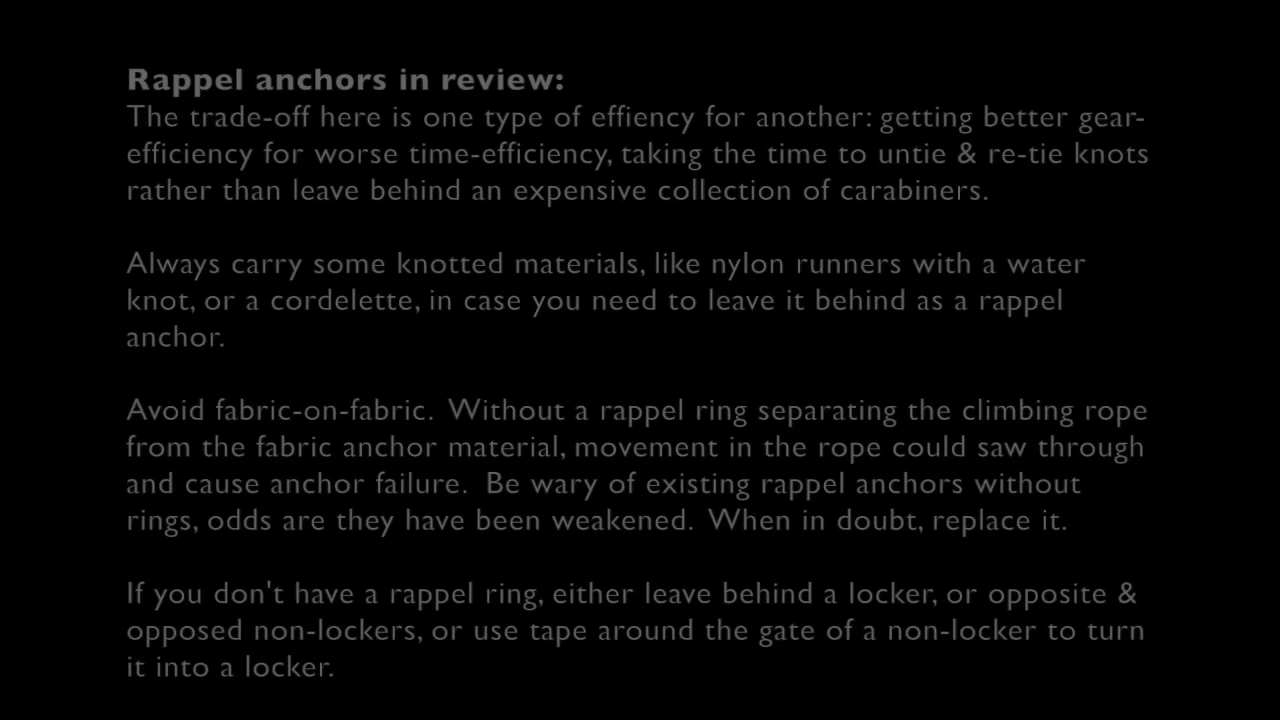 Rappel anchors in review:
The trade-off here is one type of effiency for another: getting better gear-
efficiency for worse time-efficiency, taking the time to untie & re-tie knots
rather than leave behind an expensive collection of carabiners.
Always carry some knotted materials, like nylon runners with a water
knot, or a cordelette, in case you need to leave it behind as a rappel
anchor.
Avoid fabric-on-fabric.  Without a rappel ring separating the climbing rope
from the fabric anchor material, movement in the rope could saw through
and cause anchor failure.  Be wary of existing rappel anchors without
rings, odds are they have been weakened.  When in doubt, replace it.
If you don't have a rappel ring, either leave behind a locker, or opposite &
opposed non-lockers, or use tape around the gate of a non-locker to turn
it into a locker.